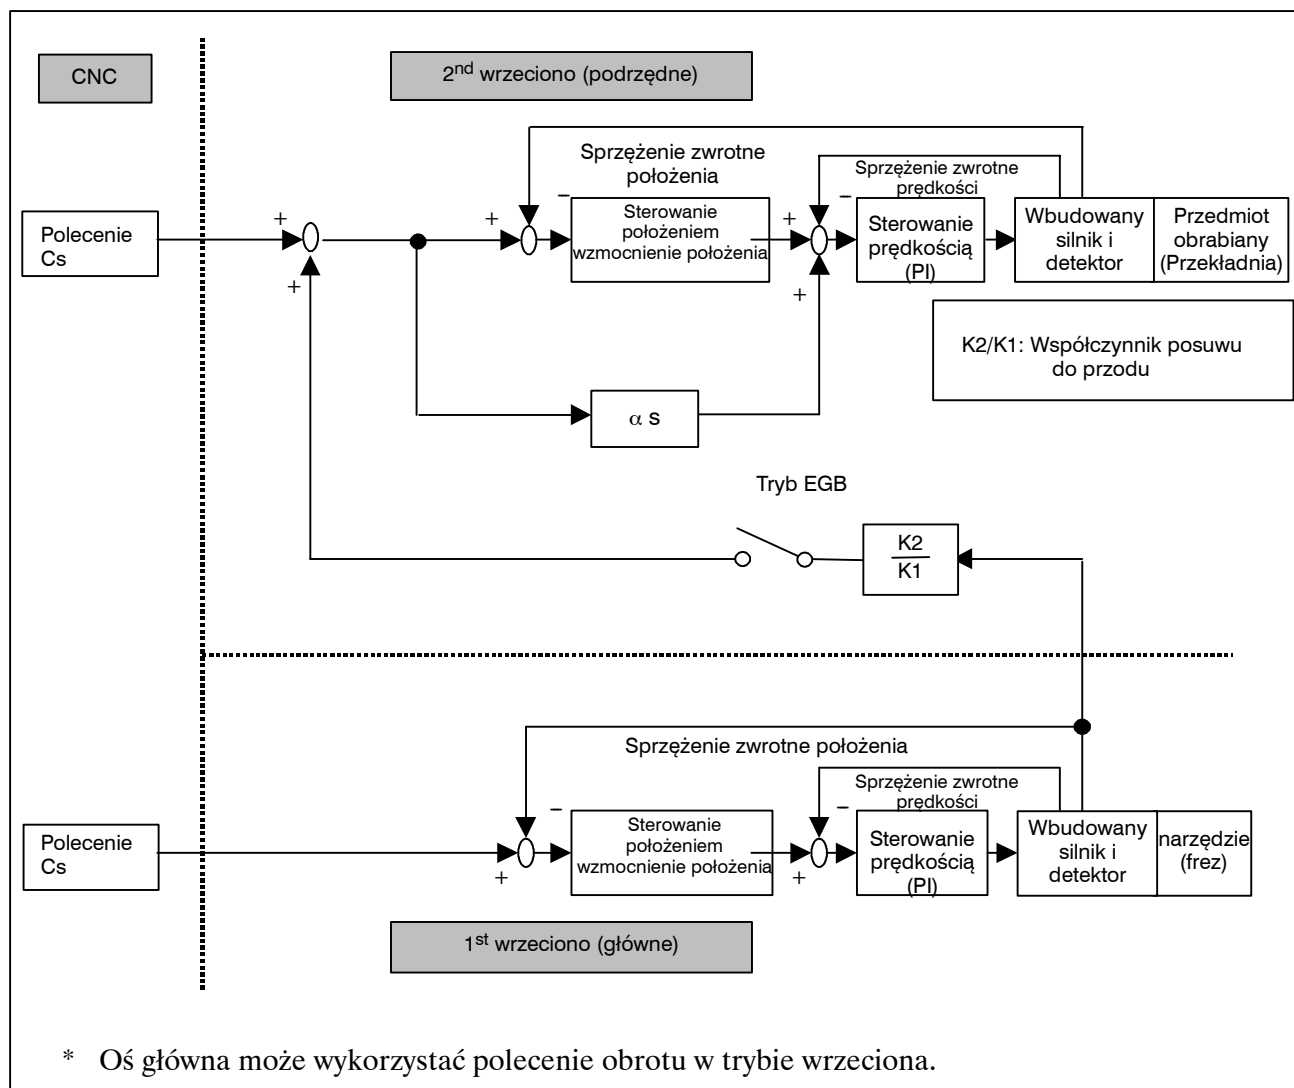 CNC
2nd wrzeciono (podrzędne)
Sprzężenie zwrotne
położenia
Sprzężenie zwrotne
prędkości
Polecenie
Cs
+
+
+
−
Sterowanie
położeniem
wzmocnienie położenia
+
+
−
Sterowanie
prędkością
(PI)
Wbudowany
silnik i
detektor
Przedmiot
obrabiany
(Przekładnia)
K2/K1: Współczynnik posuwu
do przodu
α s
Tryb EGB
K2
K1
Sprzężenie zwrotne położenia
Sprzężenie zwrotne
prędkości
Polecenie
Cs
+
−
Sterowanie
położeniem
wzmocnienie położenia
+
−
Sterowanie
prędkością
(PI)
Wbudowany
silnik i
detektor
narzędzie
(frez)
1st wrzeciono (główne)
* Oś główna może wykorzystać polecenie obrotu w trybie wrzeciona.